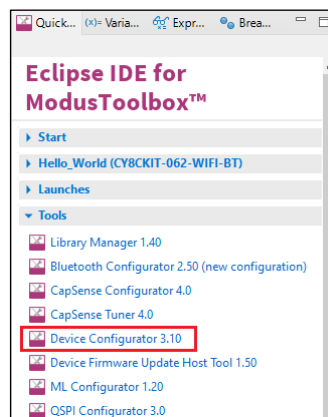 Quick... (x)= Varia... Expr... Brea...
Eclipse IDE for
ModusToolbox™
Start
Hello_World (CY8CKIT-062-WIFI-BT)
Launches
Tools
Library Manager 1.40
Bluetooth Configurator 2.50 (new configuration)
CapSense Configurator 4.0
CapSense Tuner 4.0
Device Configurator 3.10
Device Firmware Update Host Tool 1.50
ML Configurator 1.20
QSPI Configurator 3.0